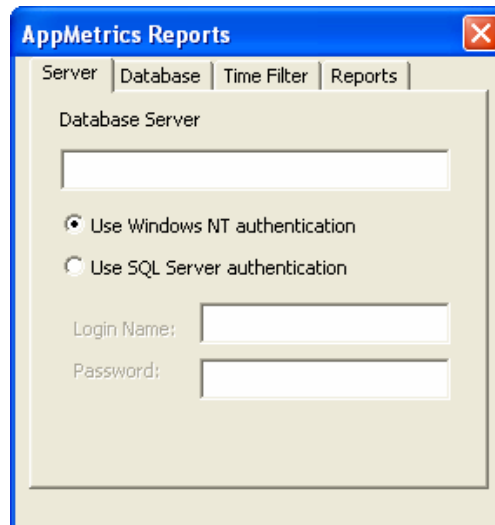 AppMetrics Reports
Server Database Time Filter Reports
Database Server
Use Windows NT authentication
Use SQL Server authentication
Login Name:
Password: